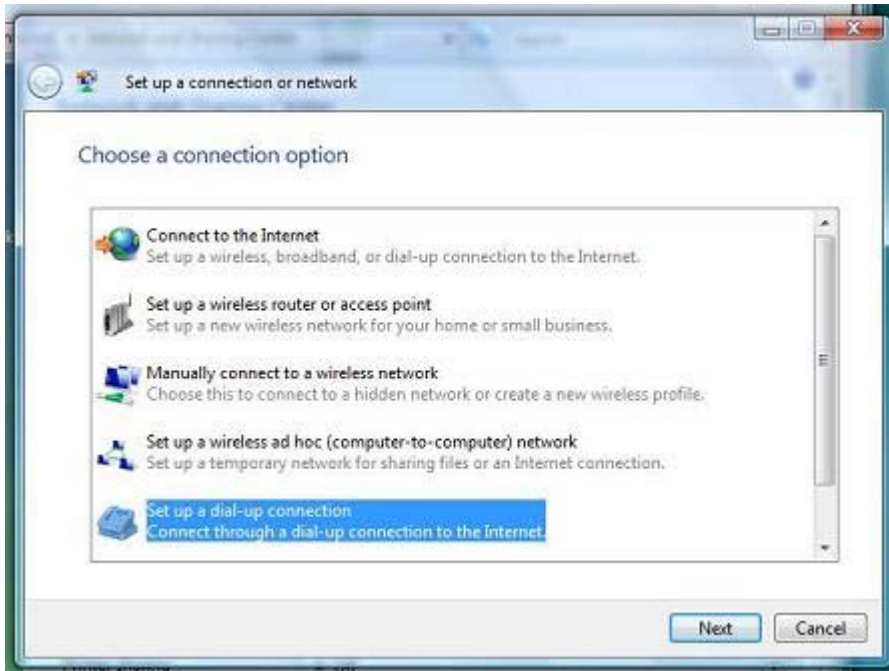 Set up a connection or network
Choose a connection option
Connect to the Internet
Set up a wireless, broadband, or dial-up connection to the Internet.
Set up a wireless router or access point
Set up a new wireless network for your home or small business.
Manually connect to a wireless network
Choose this to connect to a hidden network or create a new wireless profile.
Set up a wireless ad hoc (computer-to-computer) network
Set up a temporary network for sharing files or an Internet connection.
Set up a dial-up connection
Connect through a dial-up connection to the Internet.
Next
Cancel